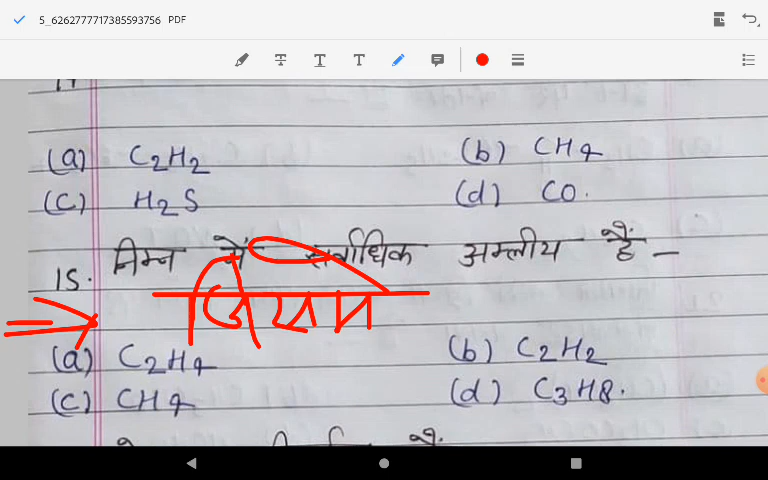 5_6262777717385593756 PDF
(a) C2H2 (b) CH4
(c) H2S (d) CO.
15. निम्न में सर्वाधिक अम्लीय है -
(a) C2H4 (b) C2H2
(c) CH4 (d) C3H8.